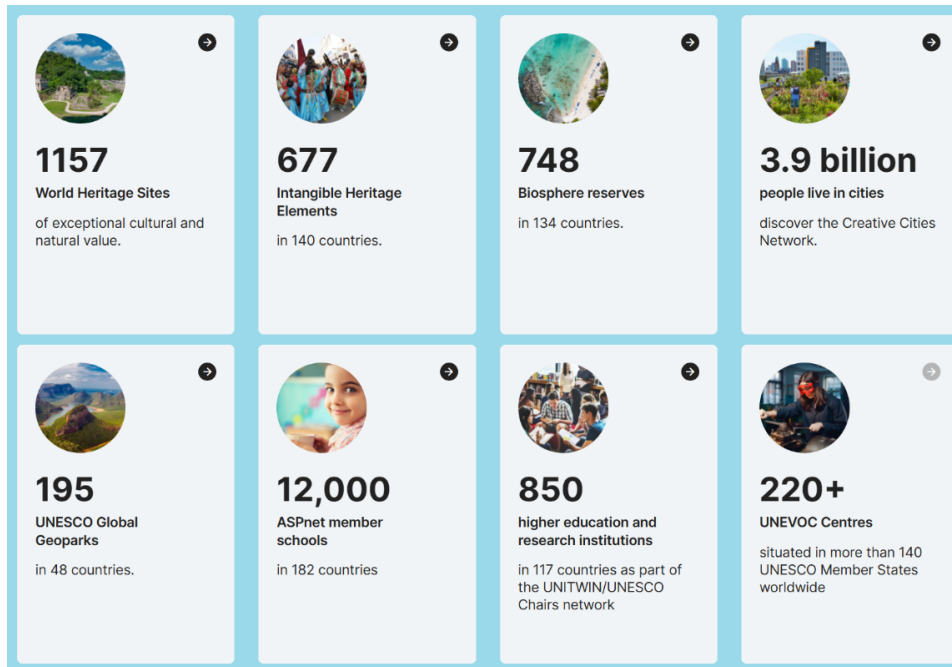 1157
World Heritage Sites
of exceptional cultural and
natural value.
677
Intangible Heritage
Elements
in 140 countries.
748
Biosphere reserves
in 134 countries.
3.9 billion
people live in cities
discover the Creative Cities
Network.
195
UNESCO Global
Geoparks
in 48 countries.
12,000
ASPnet member
schools
in 182 countries
850
higher education and
research institutions
in 117 countries as part of
the UNITWIN/UNESCO
Chairs network
220+
UNEVOC Centres
situated in more than 140
UNESCO Member States
worldwide